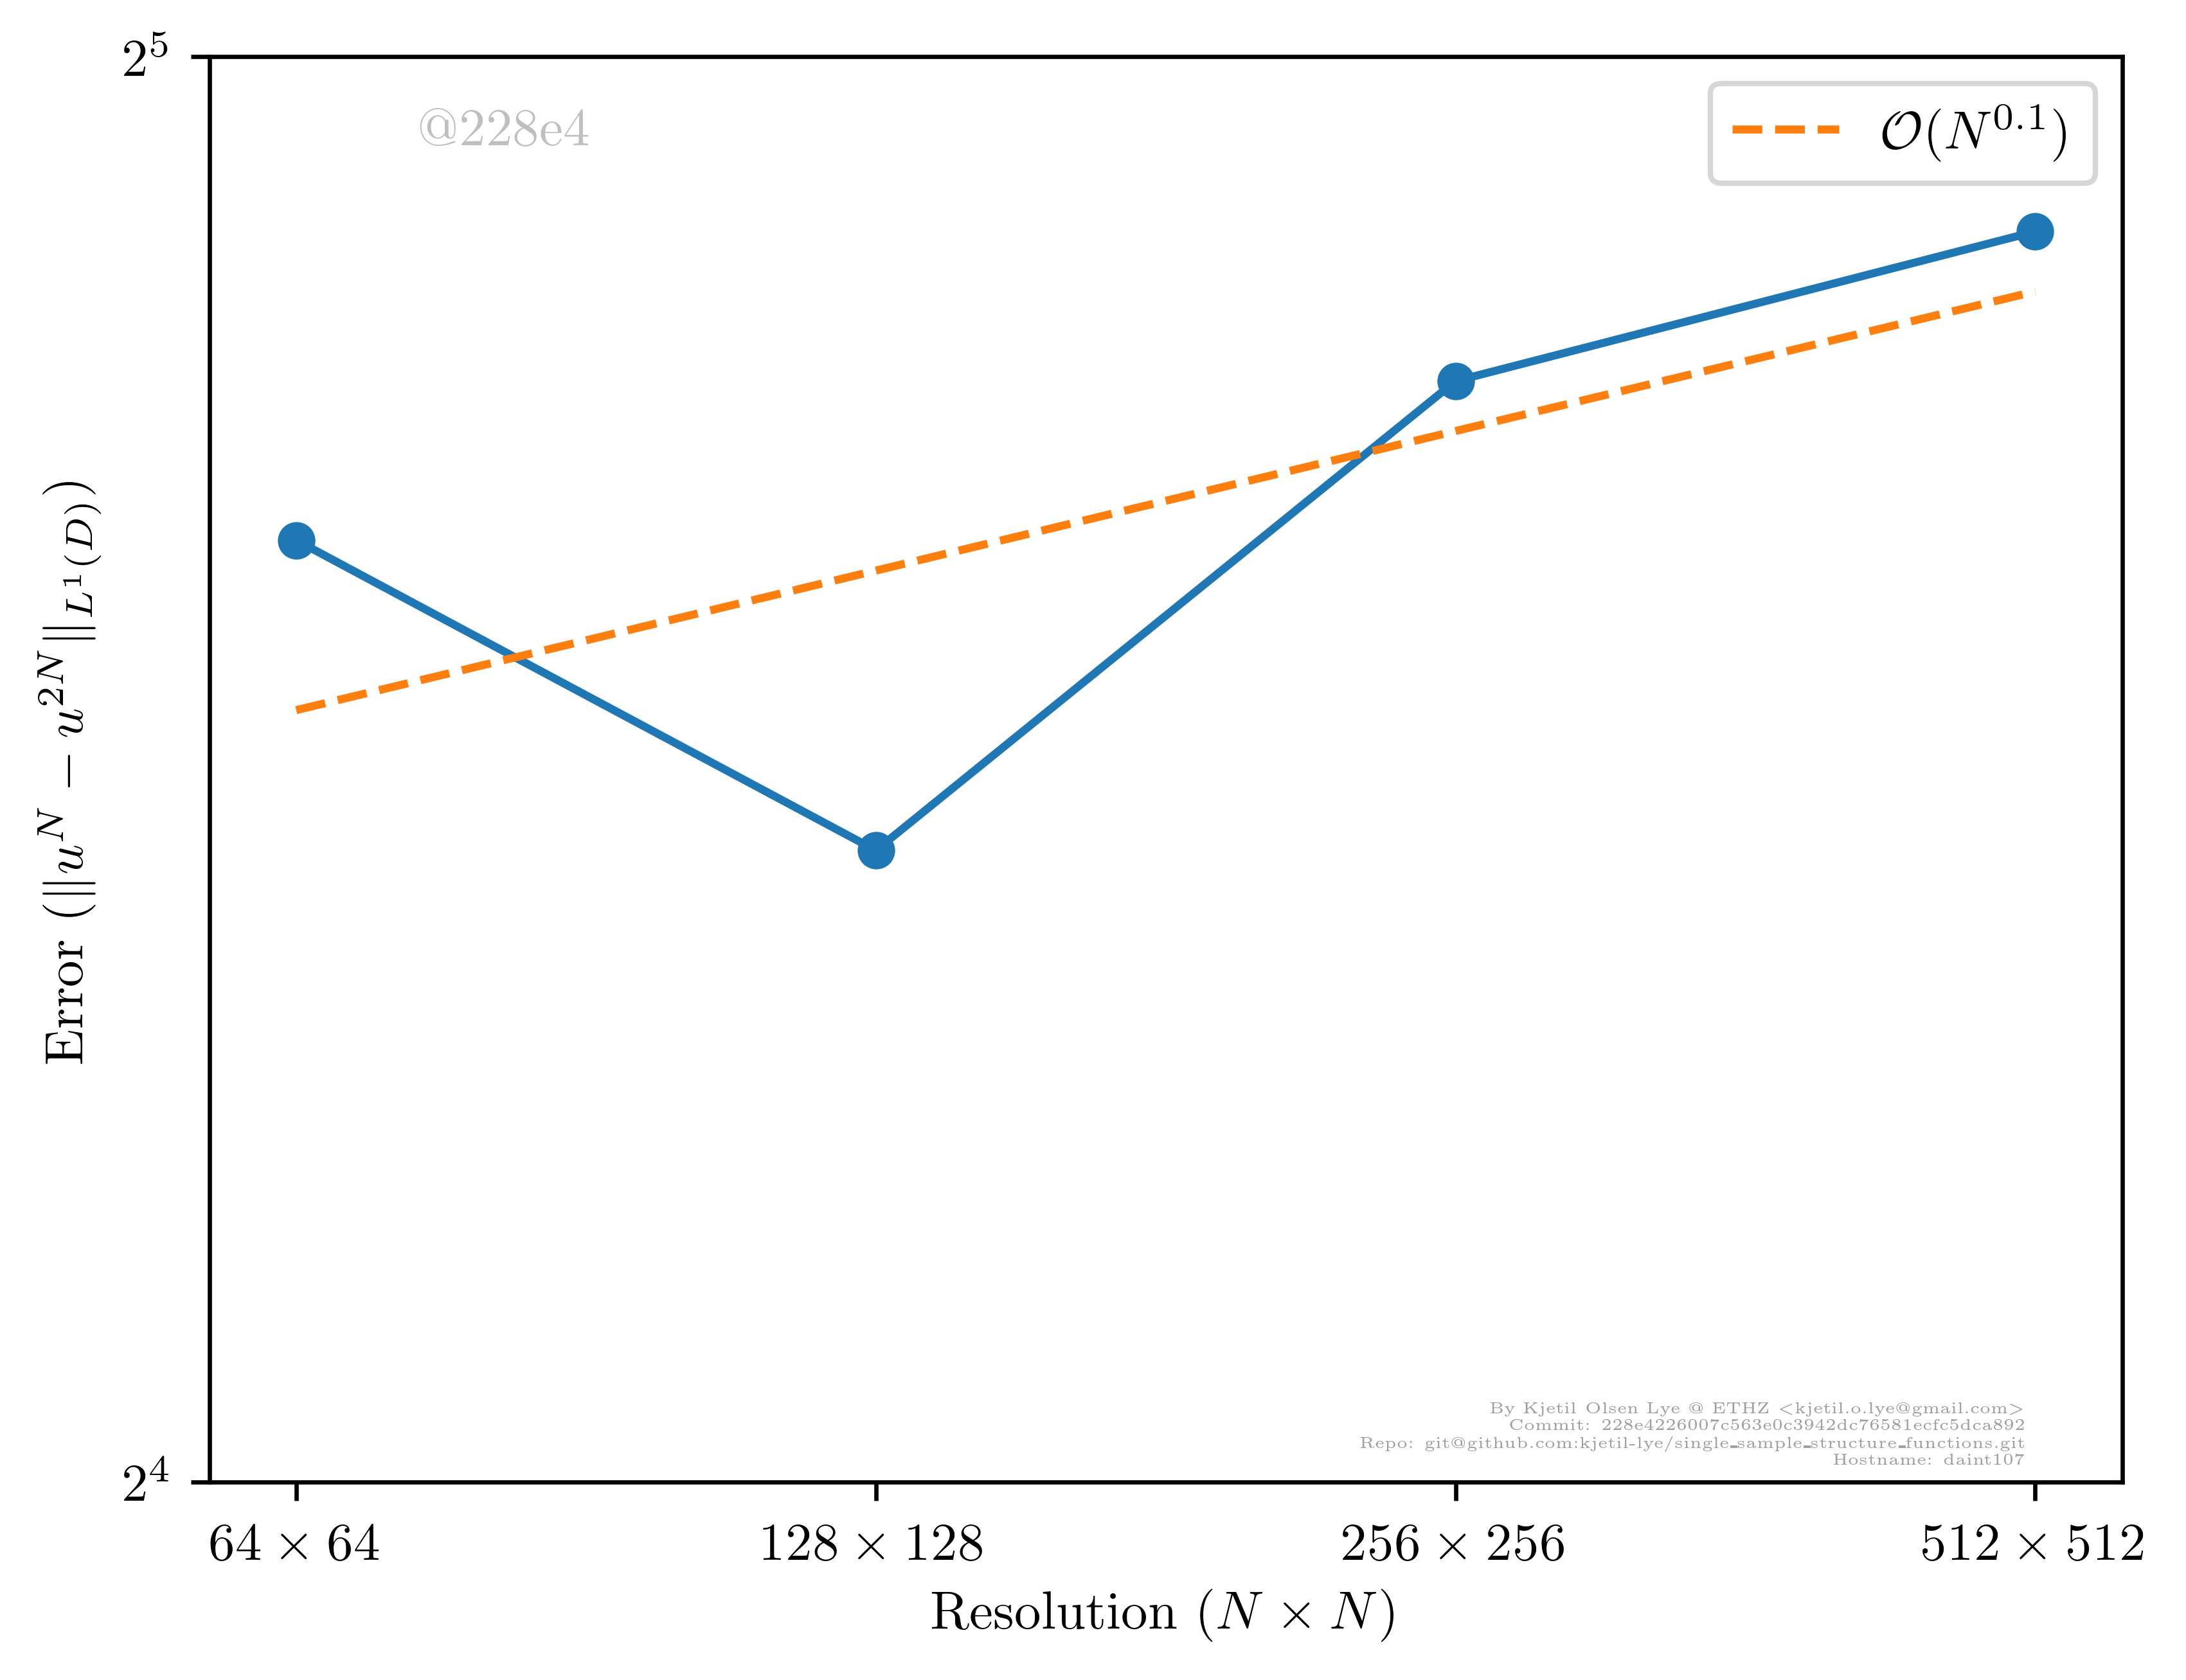 2^5
@228e4
𝒪(N^{0.1})
Error (||u^N − u^{2N}||_{L^1(D)})
2^4
By Kjetil Olsen Lye @ ETHZ <kjetil.o.lye@gmail.com>
Commit: 228e4226007c563e0c3942dc76581ecfc5dca892
Repo: git@github.com:kjetil-lye/single_sample_structure_functions.git
Hostname: daint107
64 × 64
128 × 128
256 × 256
512 × 512
Resolution (N × N)